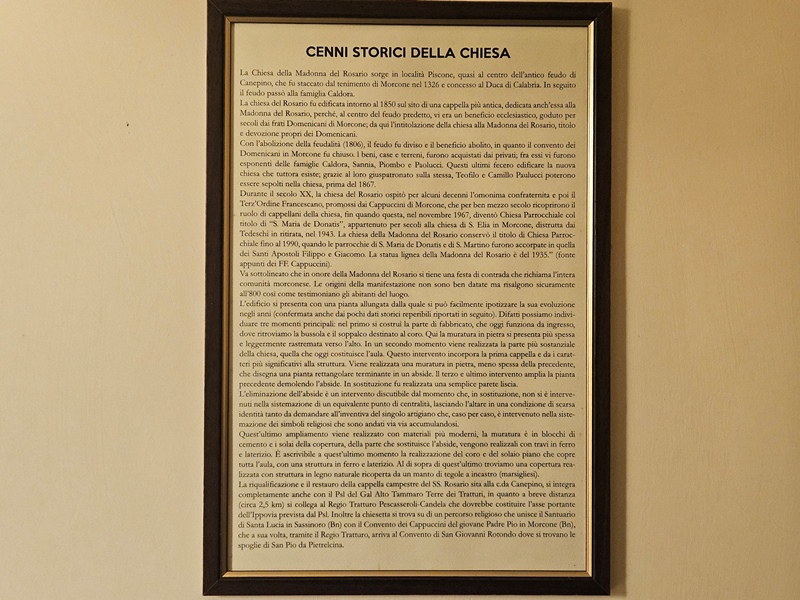 CENNI STORICI DELLA CHIESA
La Chiesa della Madonna del Rosario sorge in località Piscone, quasi al centro dell'antico feudo di
Canepino, che fu staccato dal tenimento di Morcone nel 1326 e concesso al Duca di Calabria. In seguito
il feudo passò alla famiglia Caldora.
La chiesa del Rosario fu edificata intorno al 1850 sul sito di una cappella più antica, dedicata anch'essa alla
Madonna del Rosario, perché, al centro del feudo predetto, vi era un beneficio ecclesiastico, goduto per
secoli dai frati Domenicani di Morcone; da qui l'intitolazione della chiesa alla Madonna del Rosario, titolo
e devozione propri dei Domenicani.
Con l'abolizione della feudalità (1806), il feudo fu diviso e il beneficio abolito, in quanto il convento dei
Domenicani in Morcone fu chiuso. I beni, case e terreni, furono acquistati dai privati; fra essi vi furono
esponenti delle famiglie Caldora, Sannia, Piombo e Paolucci. Questi ultimi fecero edificare la nuova
chiesa che tuttora esiste; grazie al loro giuspatronato sulla stessa, Teofilo e Camillo Paulucci poterono
essere sepolti nella chiesa, prima del 1867.
Durante il secolo XX, la chiesa del Rosario ospitò per alcuni decenni l'omonima confraternita e poi il
Terz'Ordine Francescano, promossi dai Cappuccini di Morcone, che per ben mezzo secolo ricoprirono il
ruolo di cappellani della chiesa, fin quando questa, nel novembre 1967, diventò Chiesa Parrocchiale col
titolo di "S. Maria de Donatis", appartenuto per secoli alla chiesa di S. Elia in Morcone, distrutta dai
Tedeschi in ritirata, nel 1943. La chiesa della Madonna del Rosario conservò il titolo di Chiesa Parroc-
chiale fino al 1990, quando le parrocchie di S. Maria de Donatis e di S. Martino furono accorpate in quella
dei Santi Apostoli Filippo e Giacomo. La statua lignea della Madonna del Rosario è del 1935." (fonte
appunti dei FF. Cappuccini).
Va sottolineato che in onore della Madonna del Rosario si tiene una festa di contrada che richiama l'intera
comunità morconese. Le origini della manifestazione non sono ben datate ma risalgono sicuramente
all'800 così come testimoniano gli abitanti del luogo.
L'edificio si presenta con una pianta allungata dalla quale si può facilmente ipotizzare la sua evoluzione
negli anni (confermata anche dai pochi dati storici reperibili riportati in seguito). Difatti possiamo indivi-
duare tre momenti principali: nel primo si costruì la parte di fabbricato, che oggi funziona da ingresso,
dove ritroviamo la bussola e il soppalco destinato al coro. Qui la muratura in pietra si presenta più spessa
e leggermente rastremata verso l'alto. In un secondo momento viene realizzata la parte più sostanziale
della chiesa, quella che oggi costituisce l'aula. Questo intervento incorpora la prima cappella e da i carat-
teri più significativi alla struttura. Viene realizzata una muratura in pietra, meno spessa della precedente,
che disegna una pianta rettangolare terminante in un abside. Il terzo e ultimo intervento amplia la pianta
precedente demolendo l'abside. In sostituzione fu realizzata una semplice parete liscia.
L'eliminazione dell'abside è un intervento discutibile dal momento che, in sostituzione, non si è interve-
nuti nella sistemazione di un equivalente punto di centralità, lasciando l'altare in una condizione di scarsa
identità tanto da demandare all'inventiva del singolo artigiano che, caso per caso, è intervenuto nella siste-
mazione dei simboli religiosi che sono andati via via accumulandosi.
Quest'ultimo ampliamento viene realizzato con materiali più moderni, la muratura è in blocchi di
cemento e i solai della copertura, della parte che sostituisce l'abside, vengono realizzati con travi in ferro
e laterizio. È ascrivibile a quest'ultimo momento la realizzazione del coro e del solaio piano che copre
tutta l'aula, con una struttura in ferro e laterizio. Al di sopra di quest'ultimo troviamo una copertura rea-
lizzata con struttura in legno naturale ricoperta da un manto di tegole a incastro (marsigliesi).
La riqualificazione e il restauro della cappella campestre del SS. Rosario sita alla c.da Canepino, si integra
completamente anche con il Psl del Gal Alto Tammaro Terre dei Tratturi, in quanto a breve distanza
(circa 2,5 km) si collega al Regio Tratturo Pescasseroli-Candela che dovrebbe costituire l'asse portante
dell'Ippovia prevista dal Psl. Inoltre la chiesetta si trova su di un percorso religioso che unisce il Santuario
di Santa Lucia in Sassinoro (Bn) con il Convento dei Cappuccini del giovane Padre Pio in Morcone (Bn),
che a sua volta, tramite il Regio Tratturo, arriva al Convento di San Giovanni Rotondo dove si trovano le
spoglie di San Pio da Pietrelcina.